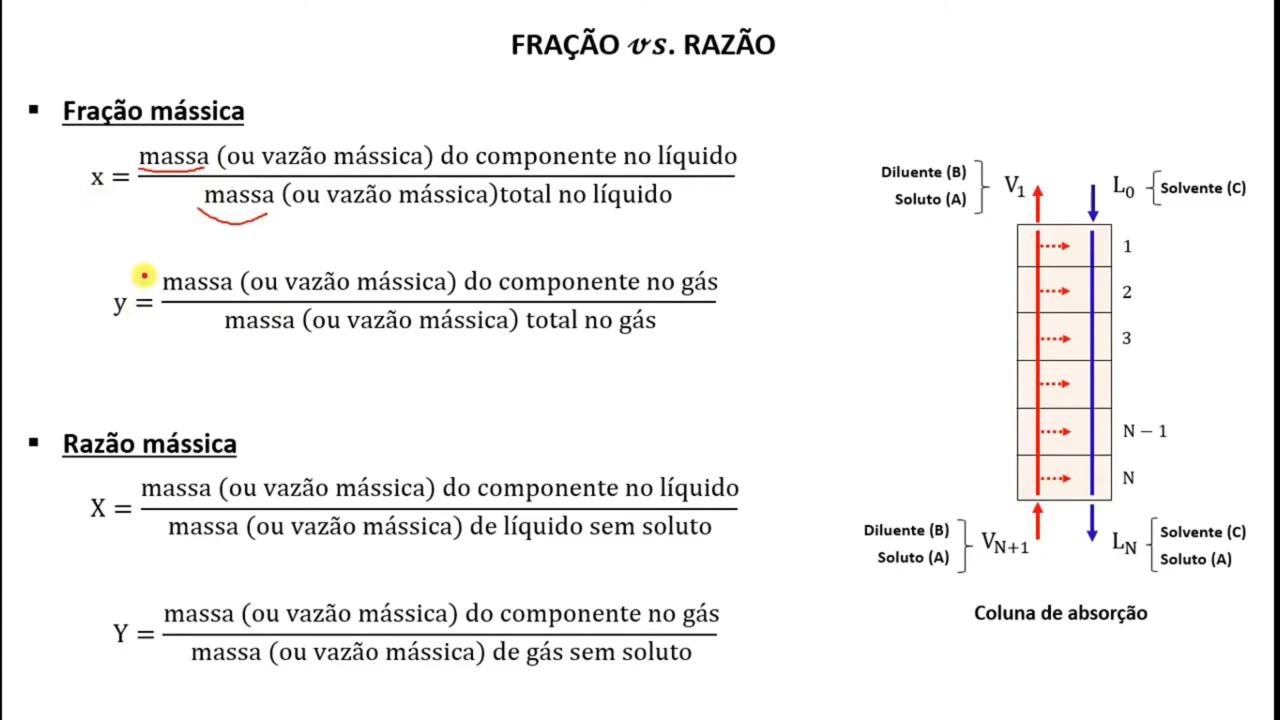 FRAÇÃO vs. RAZÃO
▪ Fração mássica
x = massa (ou vazão mássica) do componente no líquido
massa (ou vazão mássica)total no líquido
y = massa (ou vazão mássica) do componente no gás
massa (ou vazão mássica) total no gás
▪ Razão mássica
X = massa (ou vazão mássica) do componente no líquido
massa (ou vazão mássica) de líquido sem soluto
Y = massa (ou vazão mássica) do componente no gás
massa (ou vazão mássica) de gás sem soluto
Diluente (B)
Soluto (A)
V1
L0
Solvente (C)
1
2
3
N − 1
N
Diluente (B)
Soluto (A)
VN+1
LN
Solvente (C)
Soluto (A)
Coluna de absorção